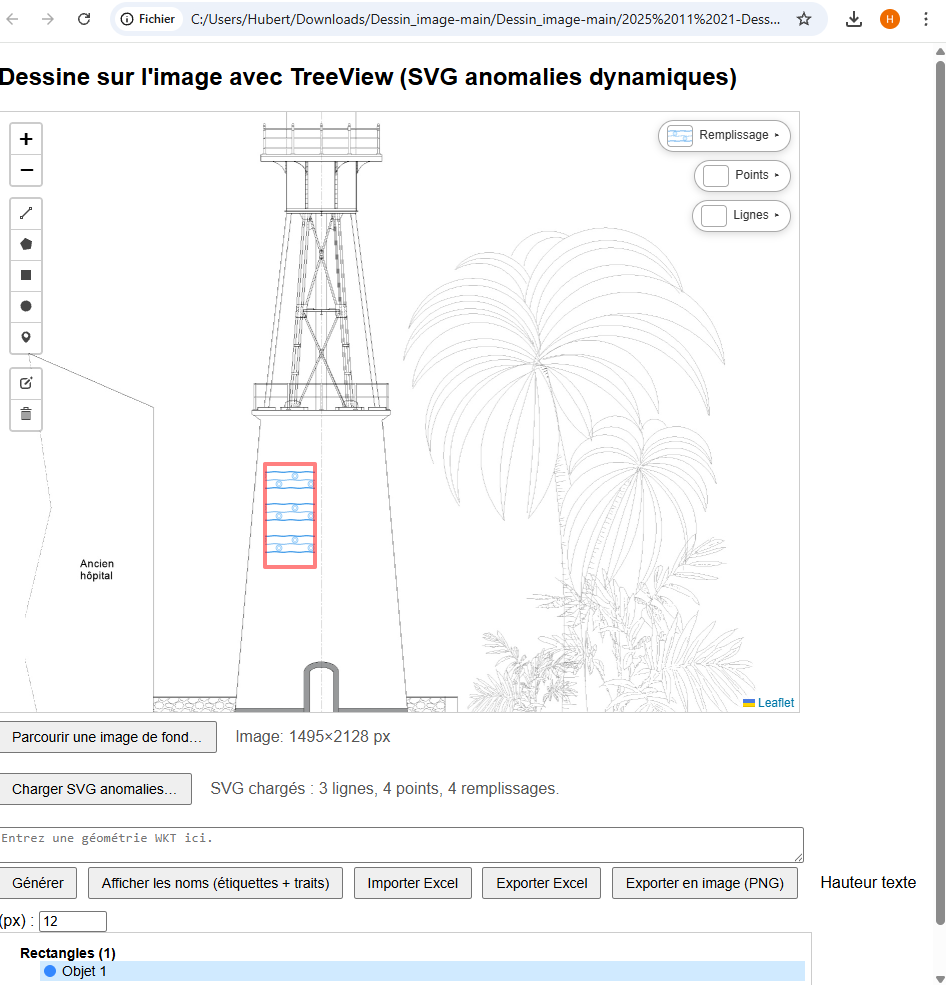 Fichier
C:/Users/Hubert/Downloads/Dessin_image-main/Dessin_image-main/2025%2011%2021-Dess...
H
Dessine sur l'image avec TreeView (SVG anomalies dynamiques)
+
−
Remplissage
Points
Lignes
Ancien
hôpital
Leaflet
Parcourir une image de fond…
Image: 1495×2128 px
Charger SVG anomalies…
SVG chargés : 3 lignes, 4 points, 4 remplissages.
Entrez une géométrie WKT ici.
Générer
Afficher les noms (étiquettes + traits)
Importer Excel
Exporter Excel
Exporter en image (PNG)
Hauteur texte
(px) :
12
Rectangles (1)
Objet 1